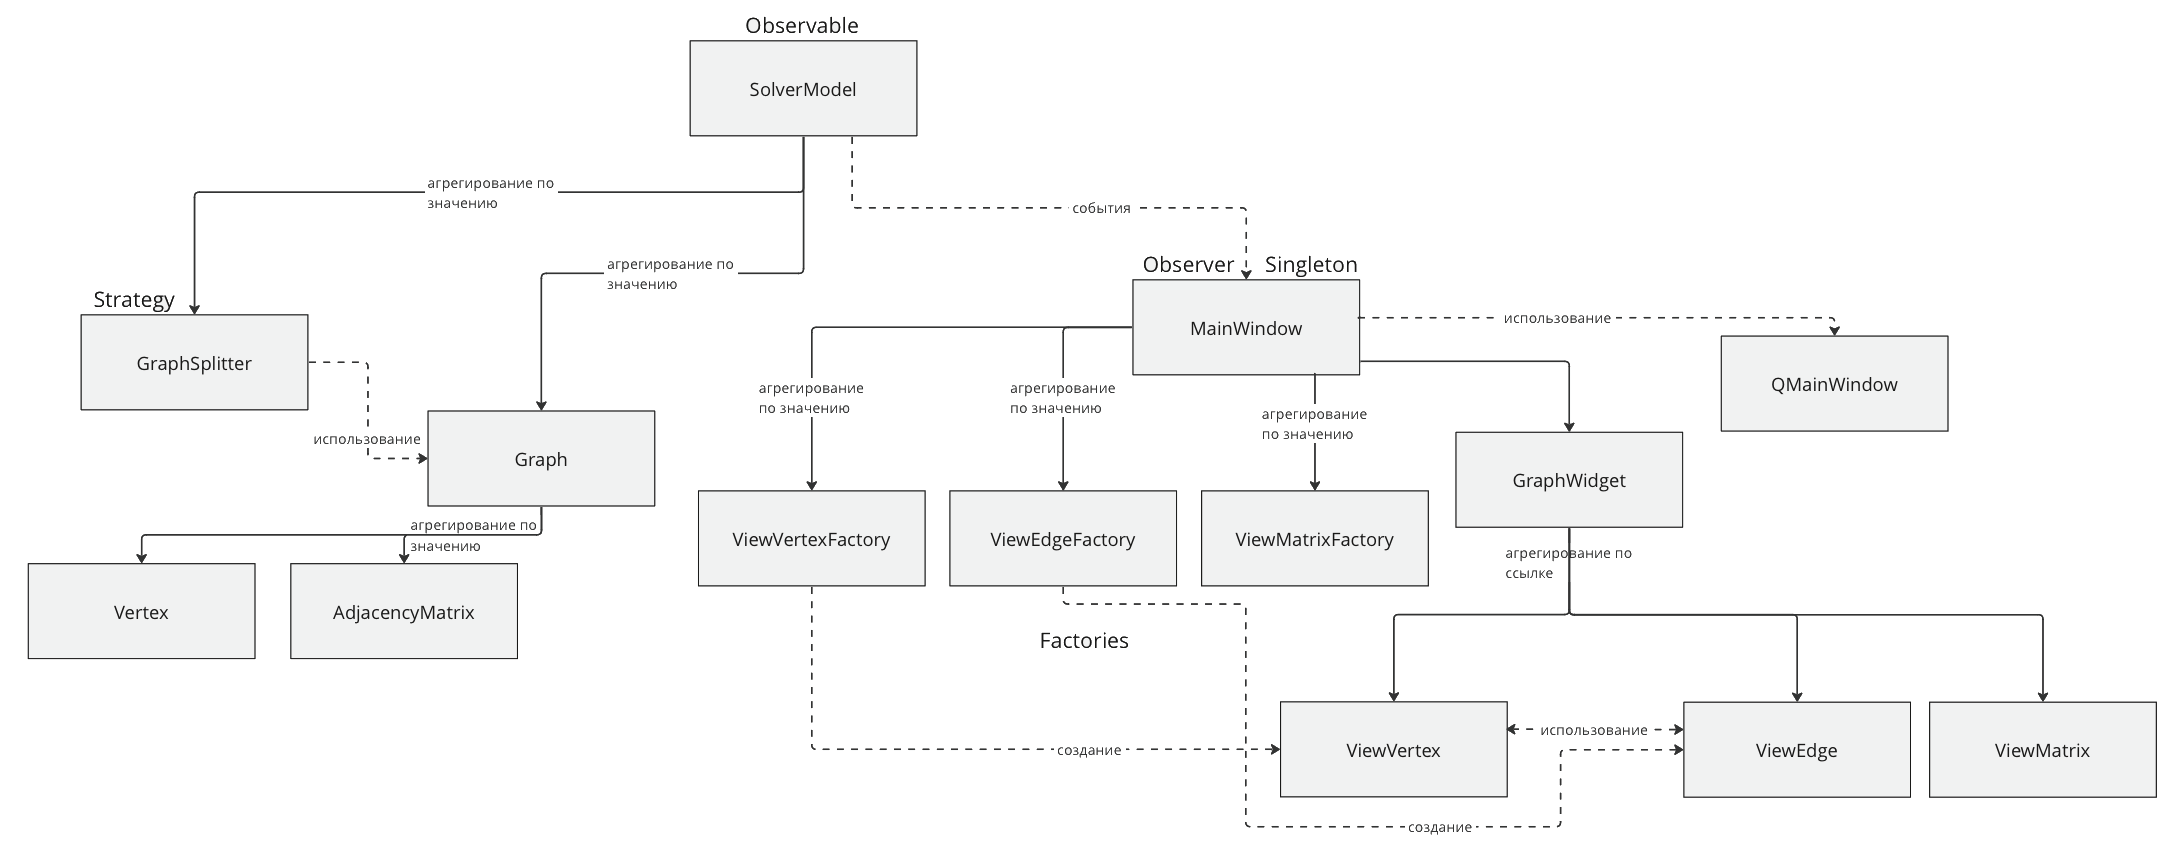 Observable
SolverModel
агрегирование по
значению
события
агрегирование по
значению
Observer
Singleton
Strategy
MainWindow
использование
GraphSplitter
QMainWindow
агрегирование
по значению
агрегирование
по значению
агрегирование
по значению
использование
Graph
GraphWidget
агрегирование по
значению
ViewVertexFactory
ViewEdgeFactory
ViewMatrixFactory
агрегирование по
ссылке
Vertex
AdjacencyMatrix
Factories
использование
создание
ViewVertex
ViewEdge
ViewMatrix
создание